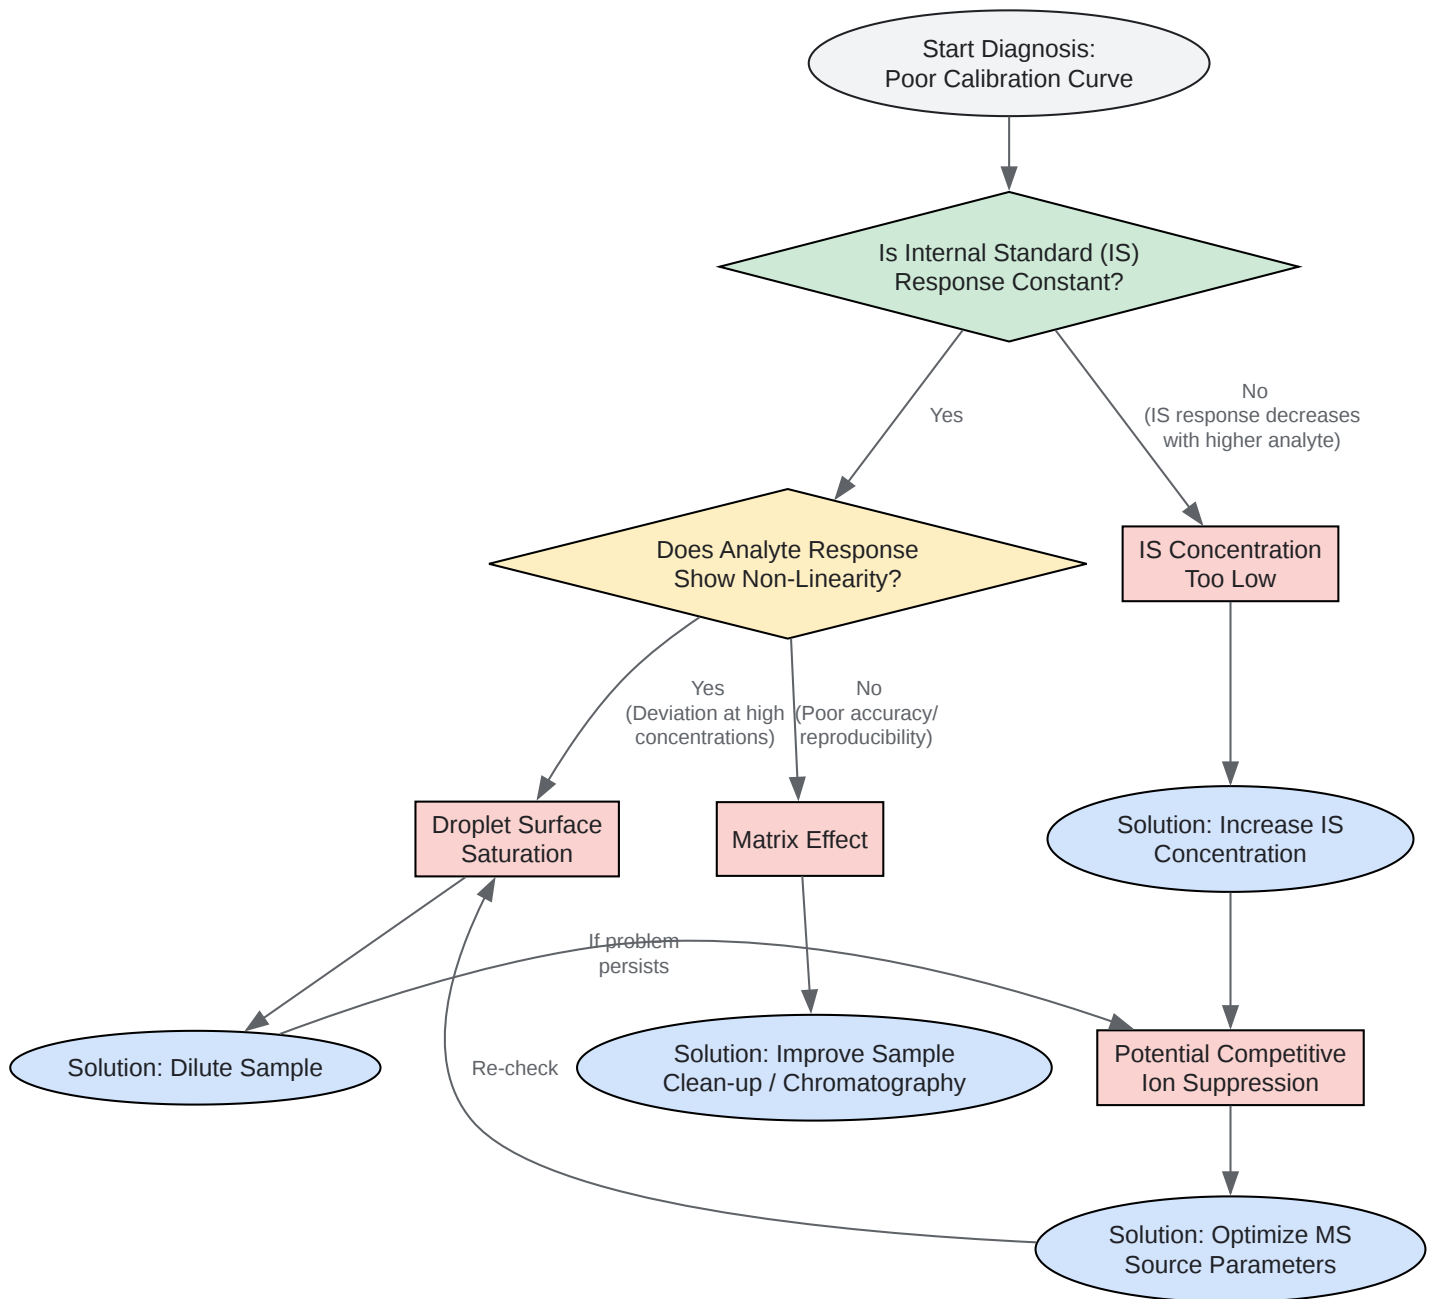 Start Diagnosis:
Poor Calibration Curve
Is Internal Standard (IS)
Response Constant?
Yes
No
(IS response decreases
with higher analyte)
Does Analyte Response
Show Non-Linearity?
IS Concentration
Too Low
Yes
(Deviation at high
concentrations)
No
(Poor accuracy/
reproducibility)
Droplet Surface
Saturation
Matrix Effect
Solution: Increase IS
Concentration
If problem
persists
Solution: Dilute Sample
Re-check
Solution: Improve Sample
Clean-up / Chromatography
Potential Competitive
Ion Suppression
Solution: Optimize MS
Source Parameters